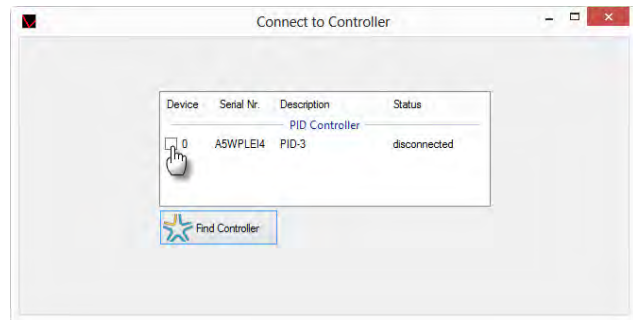 Connect to Controller
Device Serial Nr. Description Status
PID Controller
0 A5WPLEI4 PID-3 disconnected
Find Controller